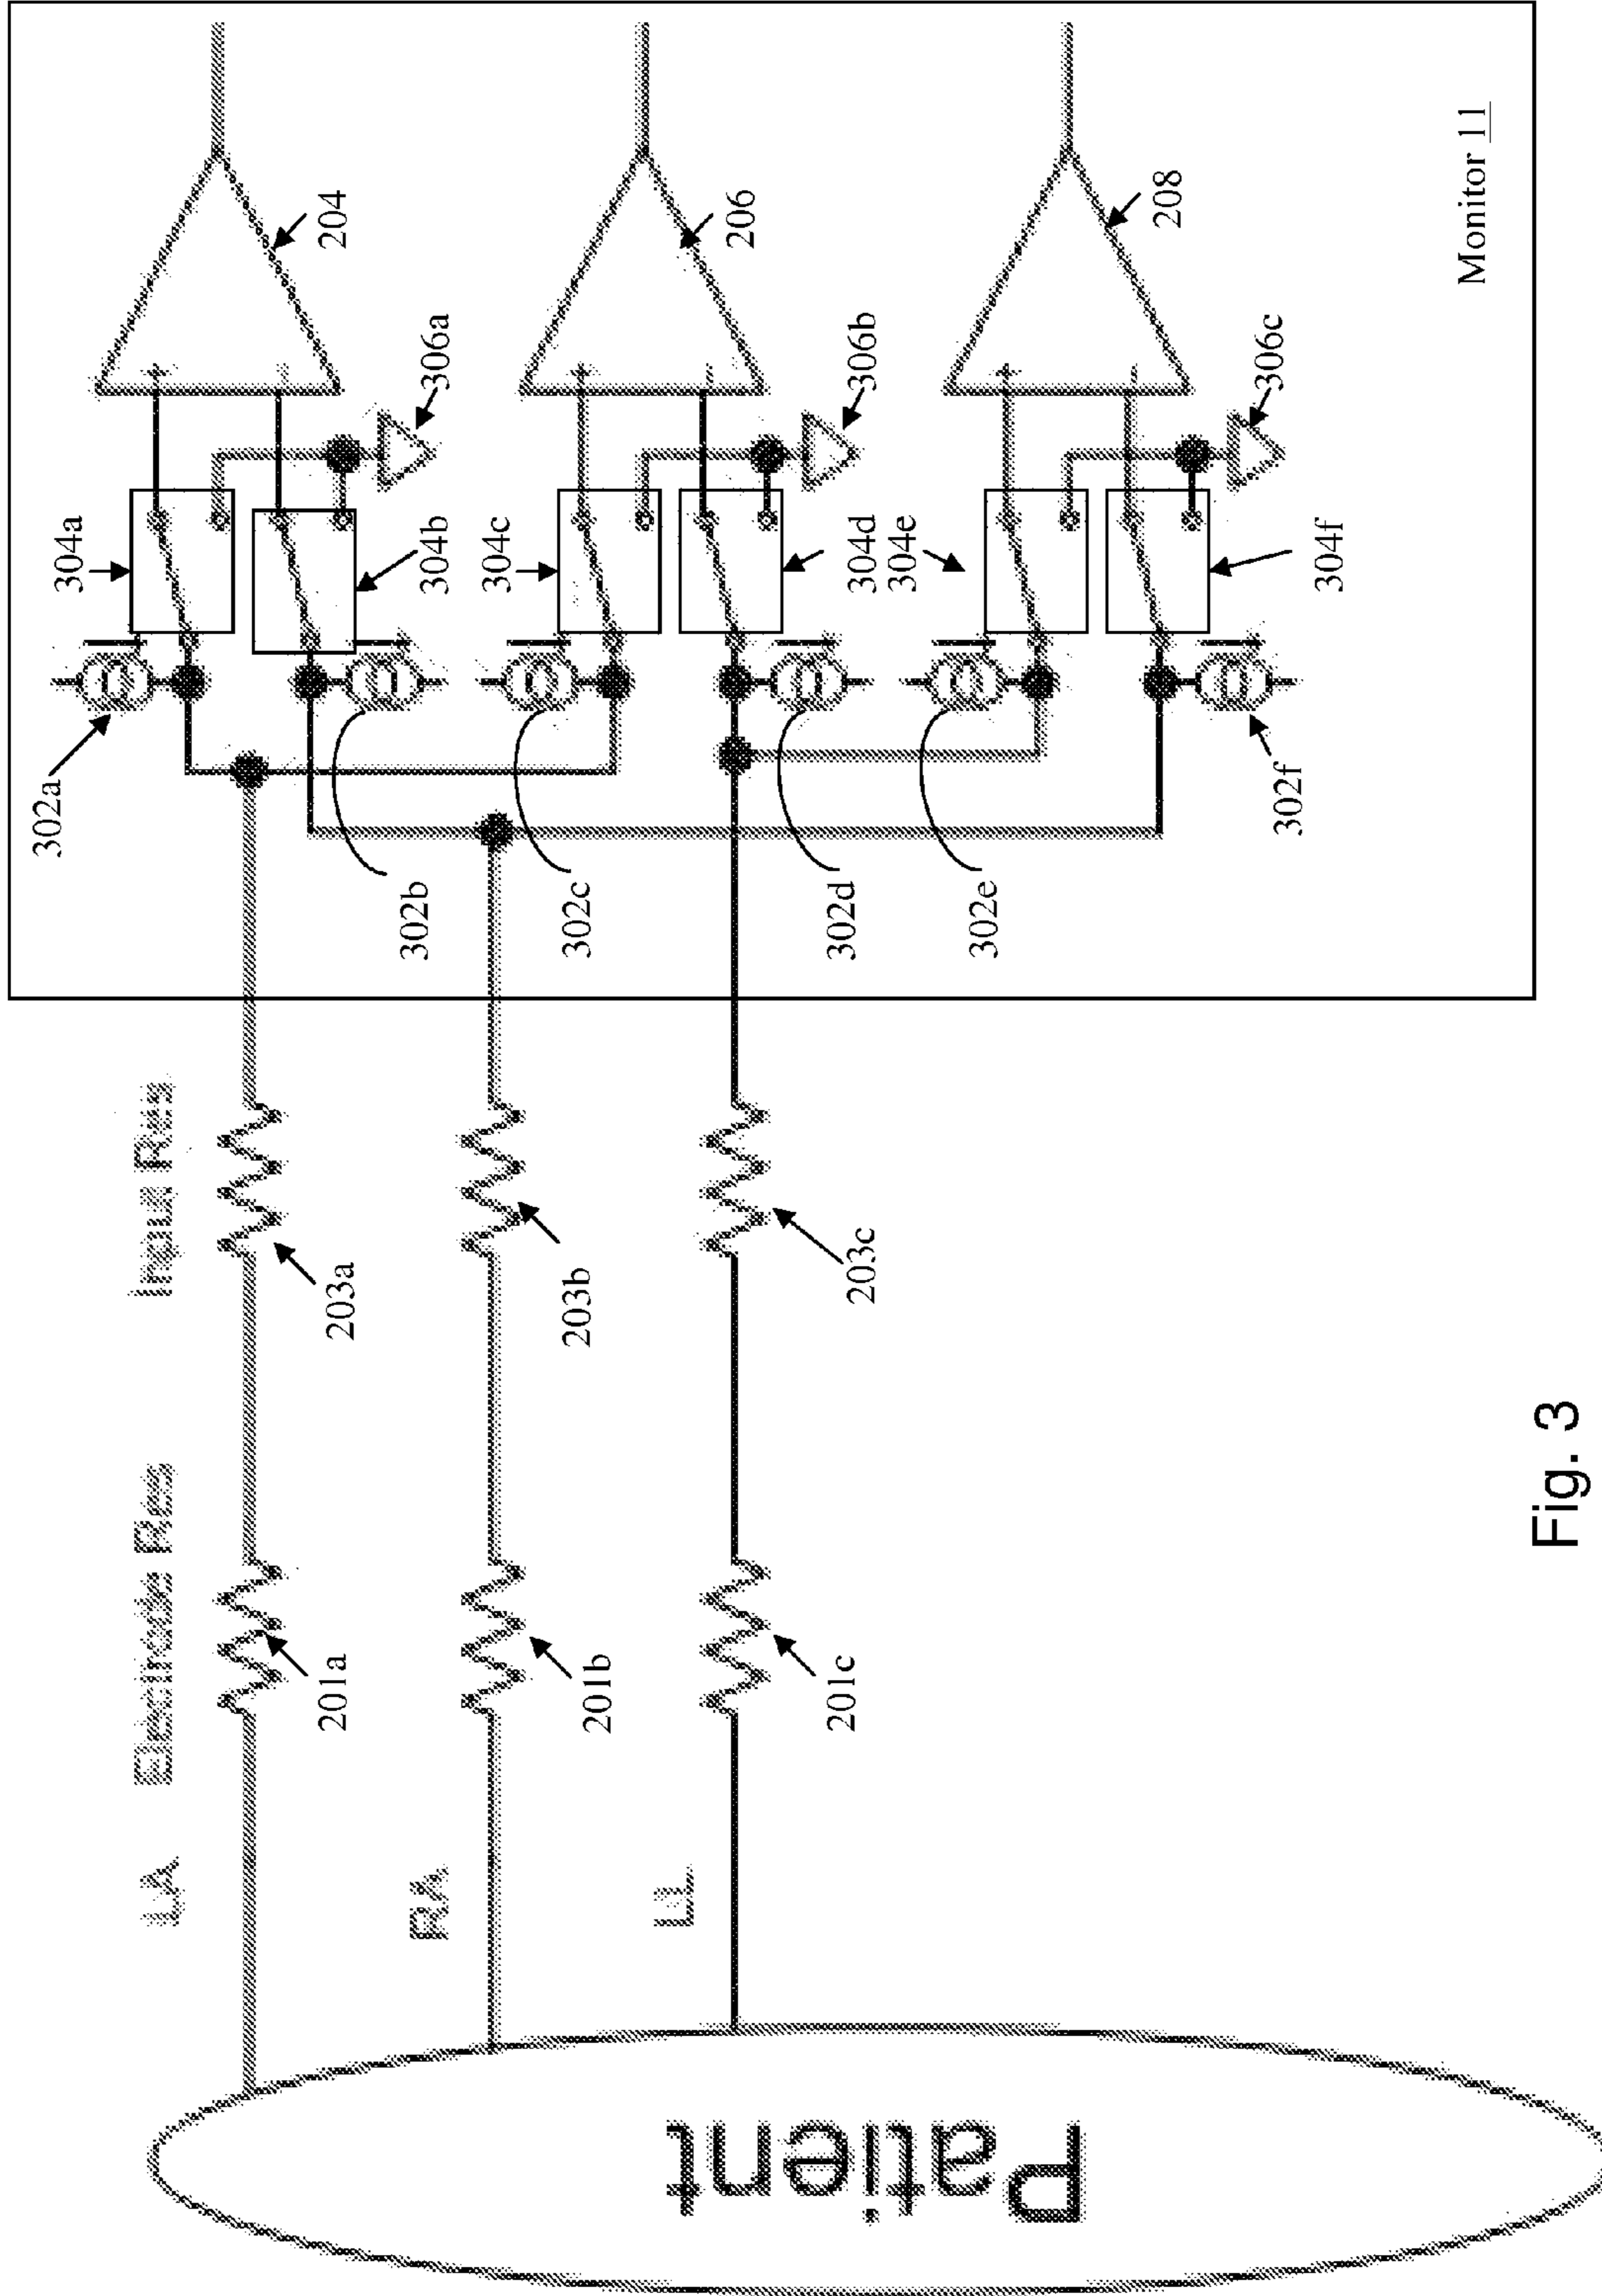 Patient
LA
RA
LL
Electrode Res
Input Res
201a
201b
201c
203a
203b
203c
302a
302b
302c
302d
302e
302f
304a
304b
304c
304d
304e
304f
306a
306b
306c
+
-
204
+
-
206
+
-
208
Monitor 11
Fig. 3